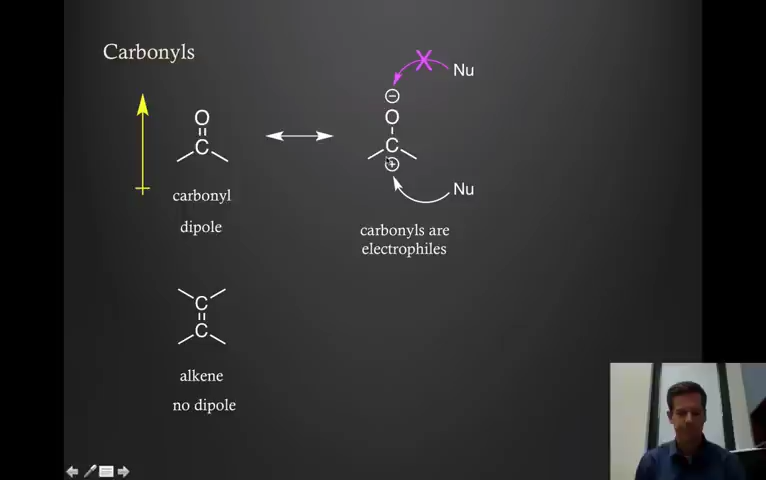 Carbonyls
Nu
O
C
carbonyl
dipole
O
C
Nu
carbonyls are
electrophiles
C
C
alkene
no dipole